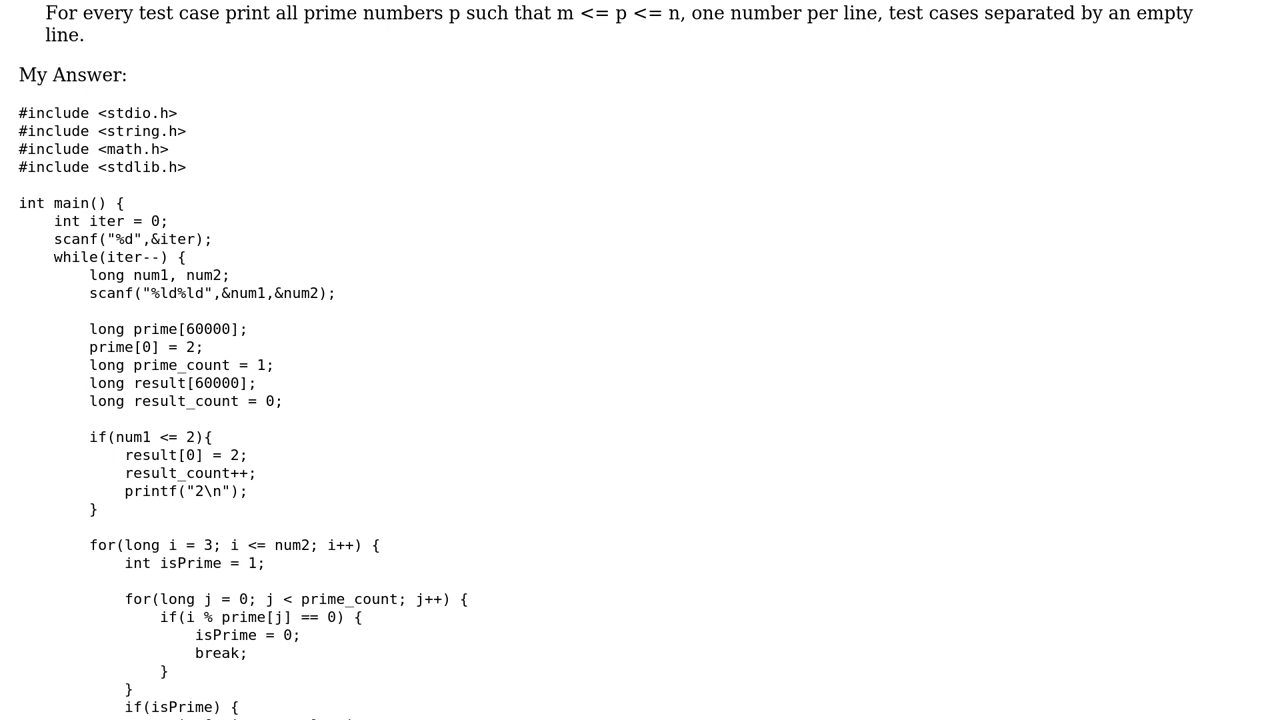 For every test case print all prime numbers p such that m <= p <= n, one number per line, test cases separated by an empty
line.
My Answer:
#include <stdio.h>
#include <string.h>
#include <math.h>
#include <stdlib.h>
int main() {
    int iter = 0;
    scanf("%d",&iter);
    while(iter--) {
        long num1, num2;
        scanf("%ld%ld",&num1,&num2);
        long prime[60000];
        prime[0] = 2;
        long prime_count = 1;
        long result[60000];
        long result_count = 0;
        if(num1 <= 2){
            result[0] = 2;
            result_count++;
            printf("2\n");
        }
        for(long i = 3; i <= num2; i++) {
            int isPrime = 1;
            for(long j = 0; j < prime_count; j++) {
                if(i % prime[j] == 0) {
                    isPrime = 0;
                    break;
                }
            }
            if(isPrime) {